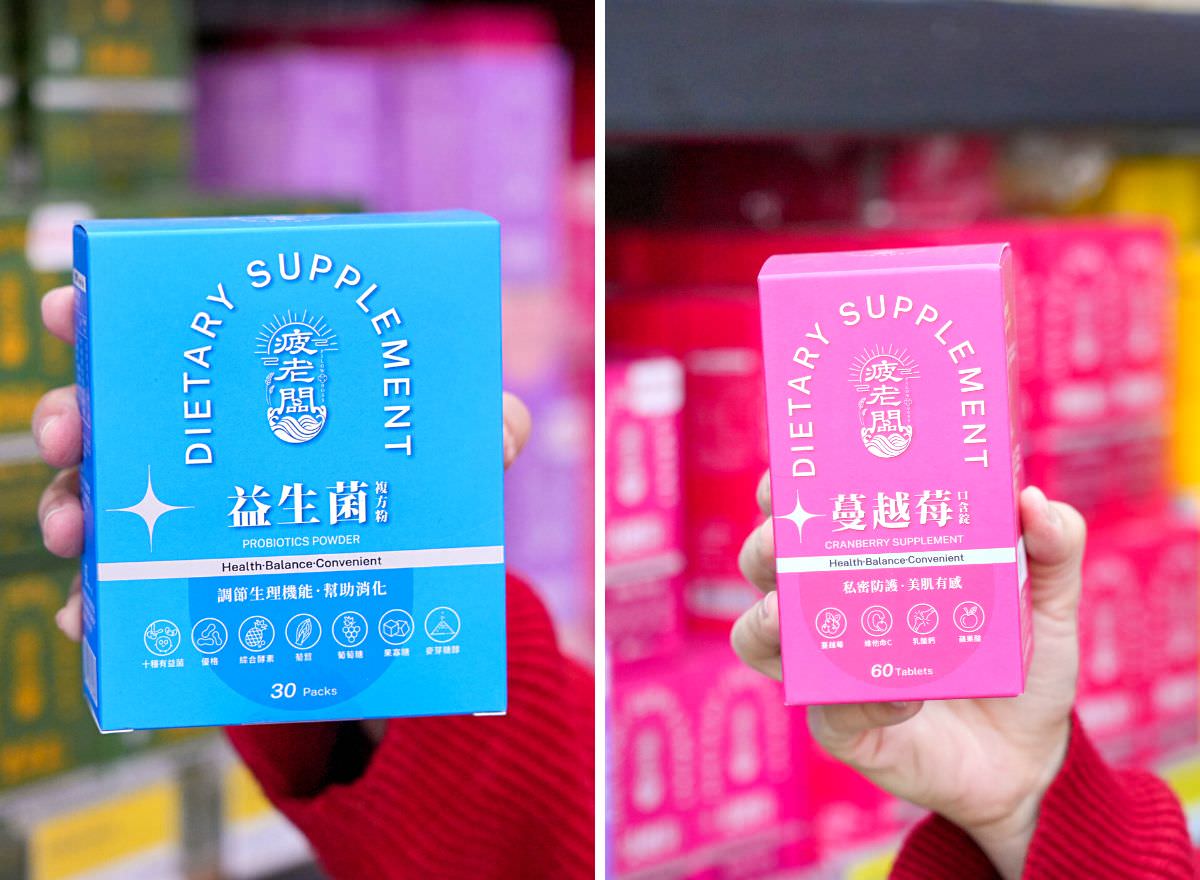 DIETARY SUPPLEMENT
疲老闆
益生菌
複方粉
PROBIOTICS POWDER
Health·Balance·Convenient
調節生理機能·幫助消化
十種有益菌 優格 綜合酵素 菊苣 葡萄糖 果寡糖 麥芽糖醇
30 Packs
DIETARY SUPPLEMENT
疲老闆
蔓越莓
口含錠
CRANBERRY SUPPLEMENT
Health·Balance·Convenient
私密防護·美肌有感
蔓越莓 維他命C 乳酸鈣 蘋果酸
60 Tablets